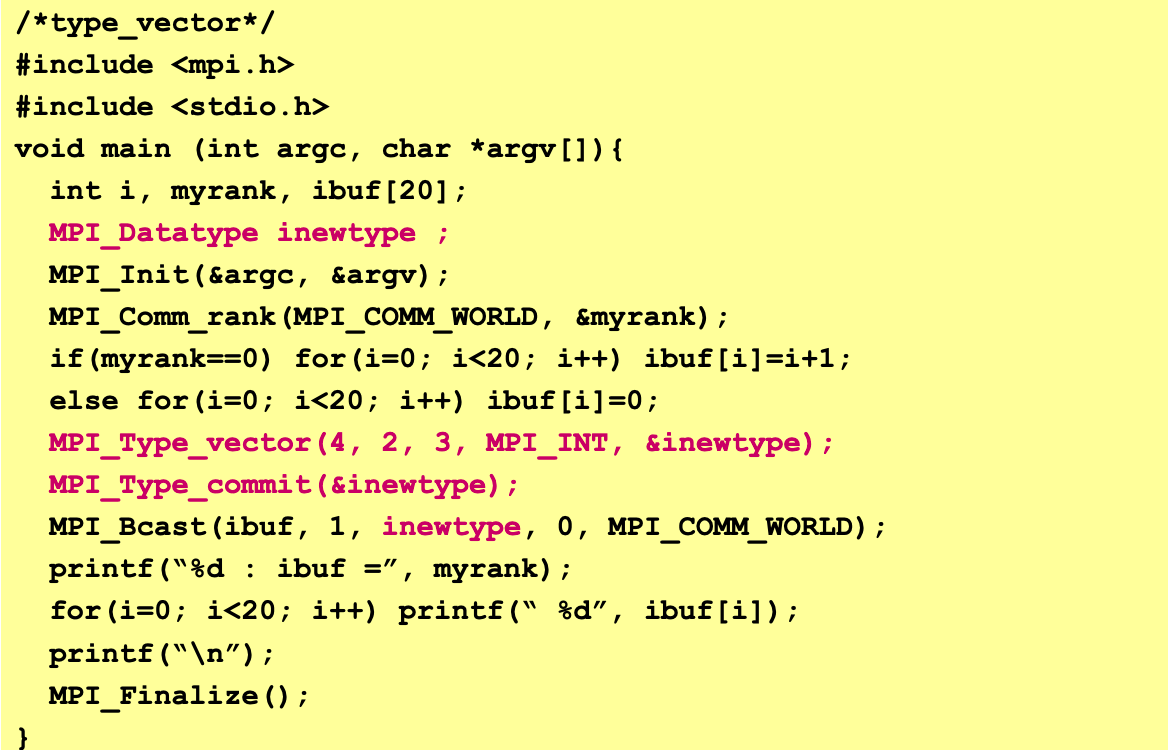 /*type_vector*/
#include <mpi.h>
#include <stdio.h>
void main (int argc, char *argv[]){
  int i, myrank, ibuf[20];
  MPI_Datatype inewtype ;
  MPI_Init(&argc, &argv);
  MPI_Comm_rank(MPI_COMM_WORLD, &myrank);
  if(myrank==0) for(i=0; i<20; i++) ibuf[i]=i+1;
  else for(i=0; i<20; i++) ibuf[i]=0;
  MPI_Type_vector(4, 2, 3, MPI_INT, &inewtype);
  MPI_Type_commit(&inewtype);
  MPI_Bcast(ibuf, 1, inewtype, 0, MPI_COMM_WORLD);
  printf(“%d : ibuf =”, myrank);
  for(i=0; i<20; i++) printf(“ %d”, ibuf[i]);
  printf(“\n”);
  MPI_Finalize();
}